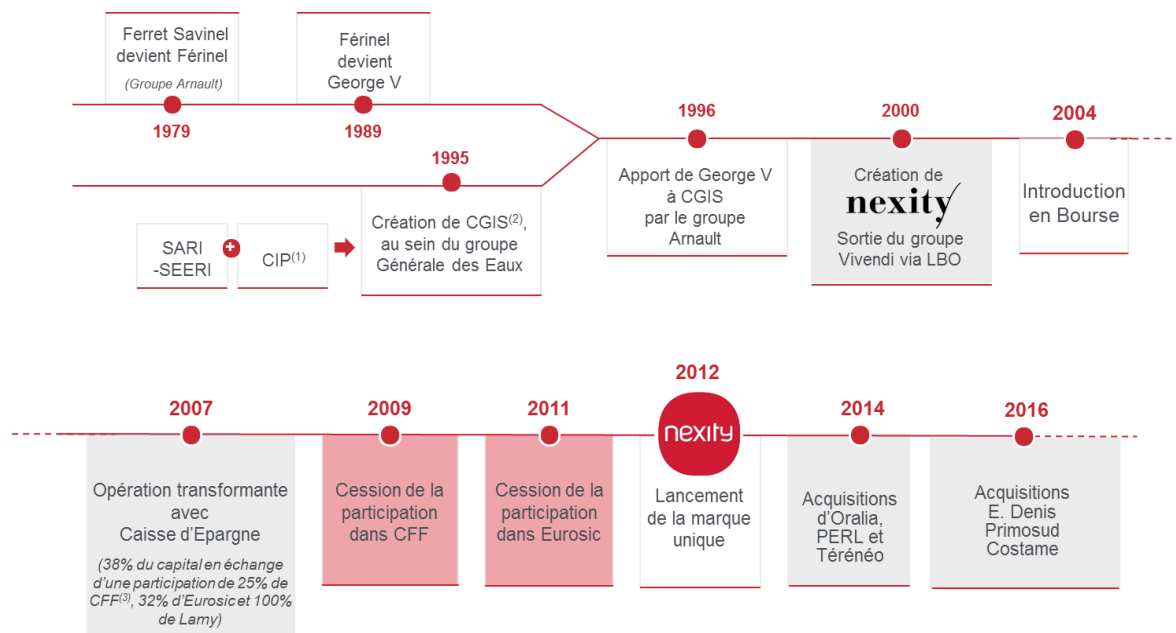 Ferret Savinel
devient Férinel
(Groupe Arnault)
1979
Férinel
devient
George V
1989
SARI
-SEERI
+
CIP(1)
1995
Création de CGIS(2),
au sein du groupe
Générale des Eaux
1996
Apport de George V
à CGIS
par le groupe
Arnault
2000
Création de
nexity
Sortie du groupe
Vivendi via LBO
2004
Introduction
en Bourse
2007
Opération transformante
avec
Caisse d’Epargne
(38% du capital en échange
d’une participation de 25% de
CFF(3), 32% d’Eurosic et 100%
de Lamy)
2009
Cession de la
participation
dans CFF
2011
Cession de la
participation
dans Eurosic
2012
nexity
Lancement
de la marque
unique
2014
Acquisitions
d’Oralia,
PERL et
Térénéo
2016
Acquisitions
E. Denis
Primosud
Costame